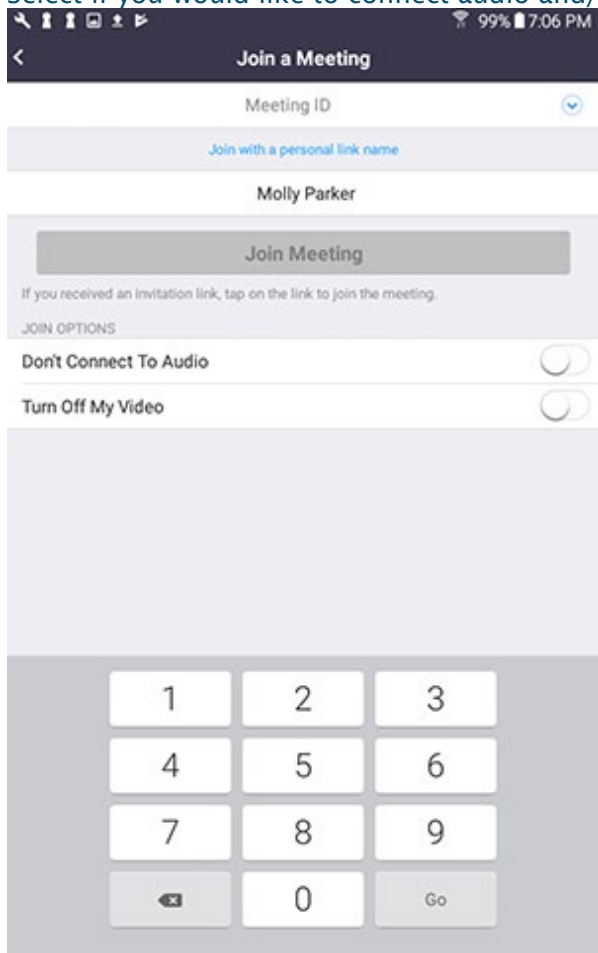 Select if you would like to connect audio and/
99% 7:06 PM
Join a Meeting
Meeting ID
Join with a personal link name
Molly Parker
Join Meeting
If you received an invitation link, tap on the link to join the meeting.
JOIN OPTIONS
Don't Connect To Audio
Turn Off My Video
1 2 3
4 5 6
7 8 9
0 Go